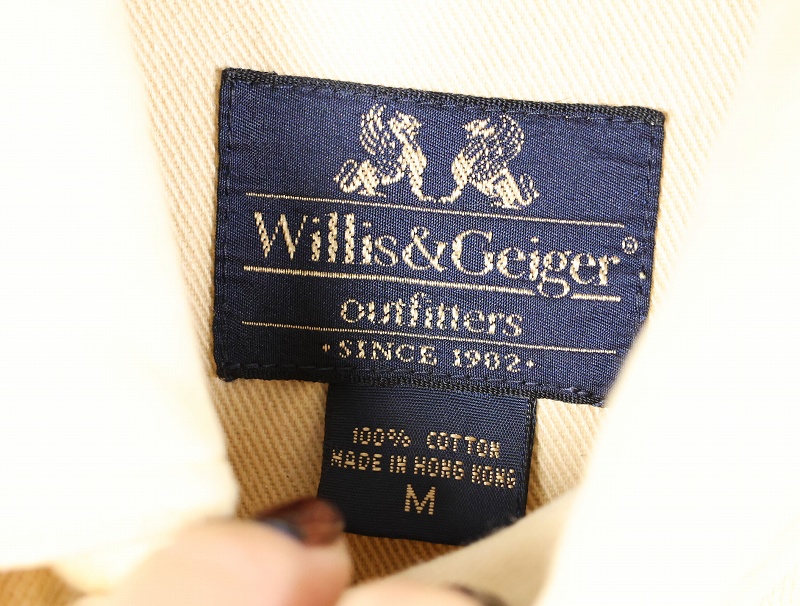 Willis&Geiger®
outfitters
•SINCE 1902•
100% COTTON
MADE IN HONG KONG
M